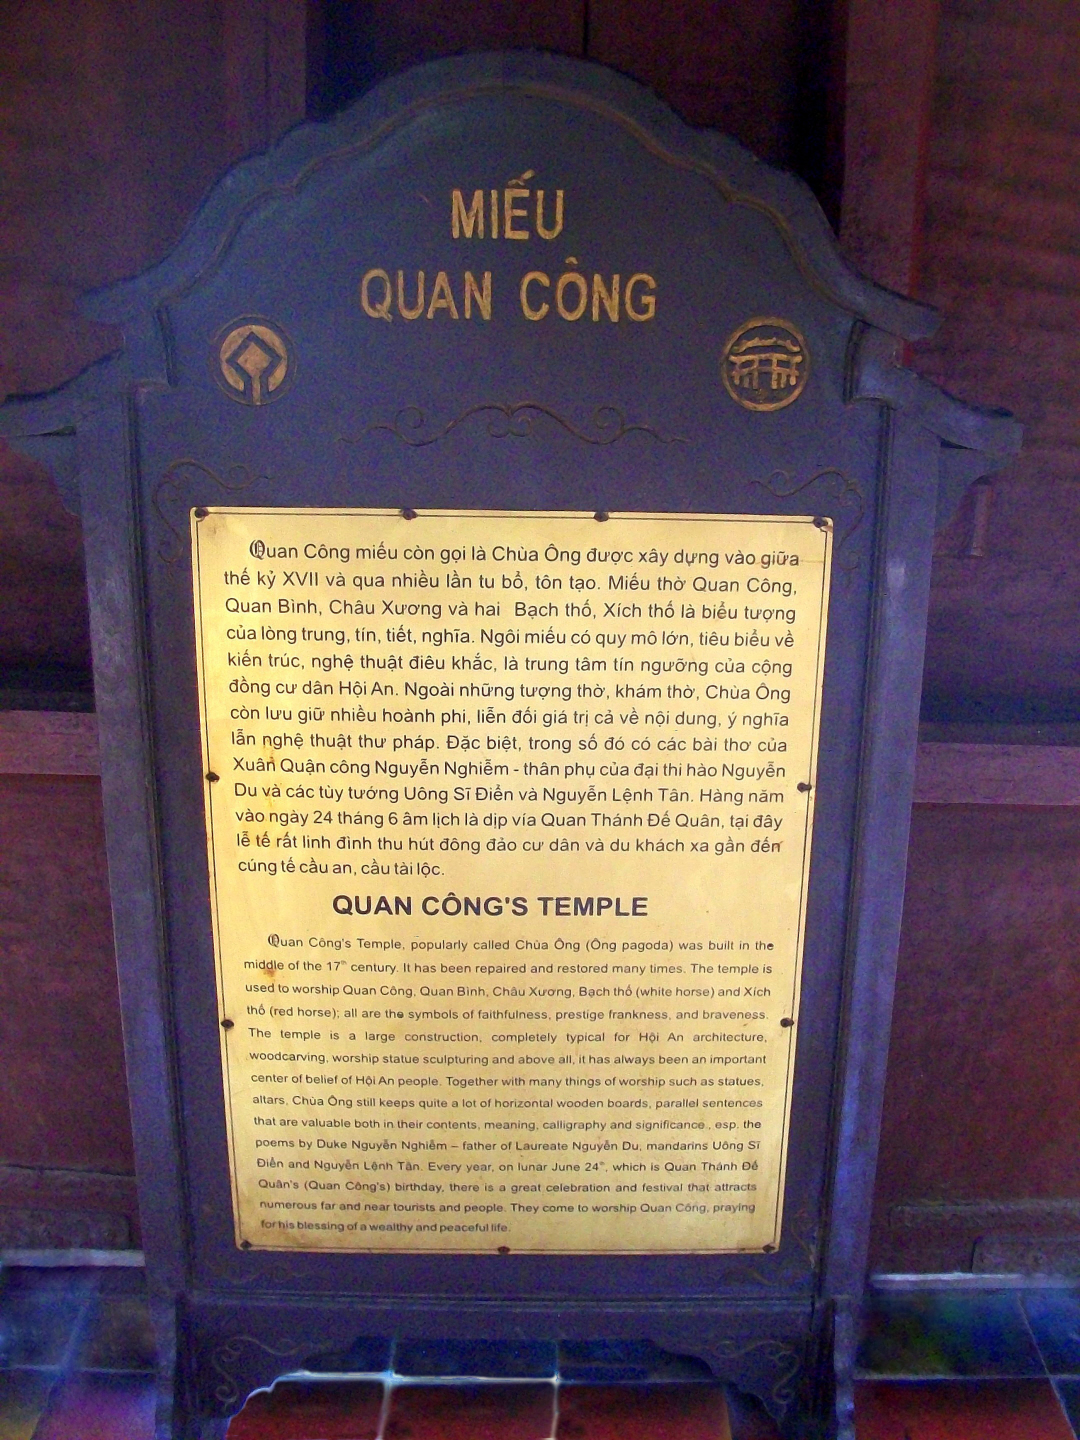 MIẾU
QUAN CÔNG
Quan Công miếu còn gọi là Chùa Ông được xây dựng vào giữa
thế kỷ XVII và qua nhiều lần tu bổ, tôn tạo. Miếu thờ Quan Công,
Quan Bình, Châu Xương và hai Bạch thố, Xích thố là biểu tượng
của lòng trung, tín, tiết, nghĩa. Ngôi miếu có quy mô lớn, tiêu biểu về
kiến trúc, nghệ thuật điêu khắc, là trung tâm tín ngưỡng của cộng
đồng cư dân Hội An. Ngoài những tượng thờ, khám thờ, Chùa Ông
còn lưu giữ nhiều hoành phi, liễn đối giá trị cả về nội dung, ý nghĩa
lẫn nghệ thuật thư pháp. Đặc biệt, trong số đó có các bài thơ của
Xuân Quận công Nguyễn Nghiễm - thân phụ của đại thi hào Nguyễn
Du và các tùy tướng Uông Sĩ Điển và Nguyễn Lệnh Tân. Hàng năm
vào ngày 24 tháng 6 âm lịch là dịp vía Quan Thánh Đế Quân, tại đây
lễ tế rất linh đình thu hút đông đảo cư dân và du khách xa gần đến
cúng tế cầu an, cầu tài lộc.
QUAN CÔNG'S TEMPLE
Quan Công's Temple, popularly called Chùa Ông (Ông pagoda) was built in the
middle of the 17th century. It has been repaired and restored many times. The temple is
used to worship Quan Công, Quan Bình, Châu Xương, Bạch thố (white horse) and Xích
thố (red horse); all are the symbols of faithfulness, prestige frankness, and braveness.
The temple is a large construction, completely typical for Hội An architecture,
woodcarving, worship statue sculpturing and above all, it has always been an important
center of belief of Hội An people. Together with many things of worship such as statues,
altars, Chùa Ông still keeps quite a lot of horizontal wooden boards, parallel sentences
that are valuable both in their contents, meaning, calligraphy and significance., esp. the
poems by Duke Nguyễn Nghiễm – father of Laureate Nguyễn Du, mandarins Uông Sĩ
Điển and Nguyễn Lệnh Tân. Every year, on lunar June 24th, which is Quan Thánh Đế
Quân's (Quan Công's) birthday, there is a great celebration and festival that attracts
numerous far and near tourists and people. They come to worship Quan Công, praying
for his blessing of a wealthy and peaceful life.